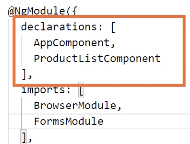 @NgModule({
declarations: [
AppComponent,
ProductListComponent
],
imports: [
BrowserModule,
FormsModule
],